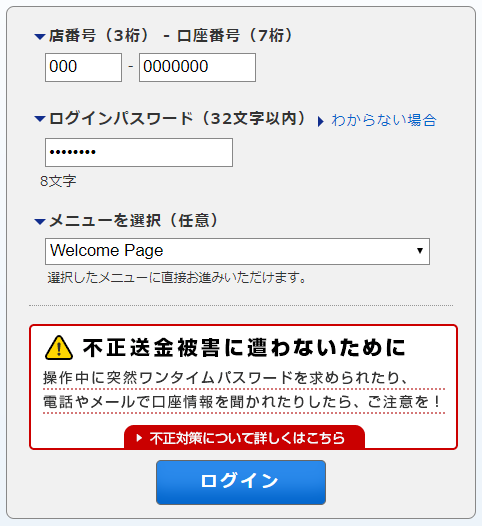 店番号（3桁） - 口座番号（7桁）
000 - 0000000
ログインパスワード（32文字以内） わからない場合
••••••••
8文字
メニューを選択（任意）
Welcome Page
選択したメニューに直接お進みいただけます。
不正送金被害に遭わないために
操作中に突然ワンタイムパスワードを求められたり、
電話やメールで口座情報を聞かれたりしたら、ご注意を！
不正対策について詳しくはこちら
ログイン